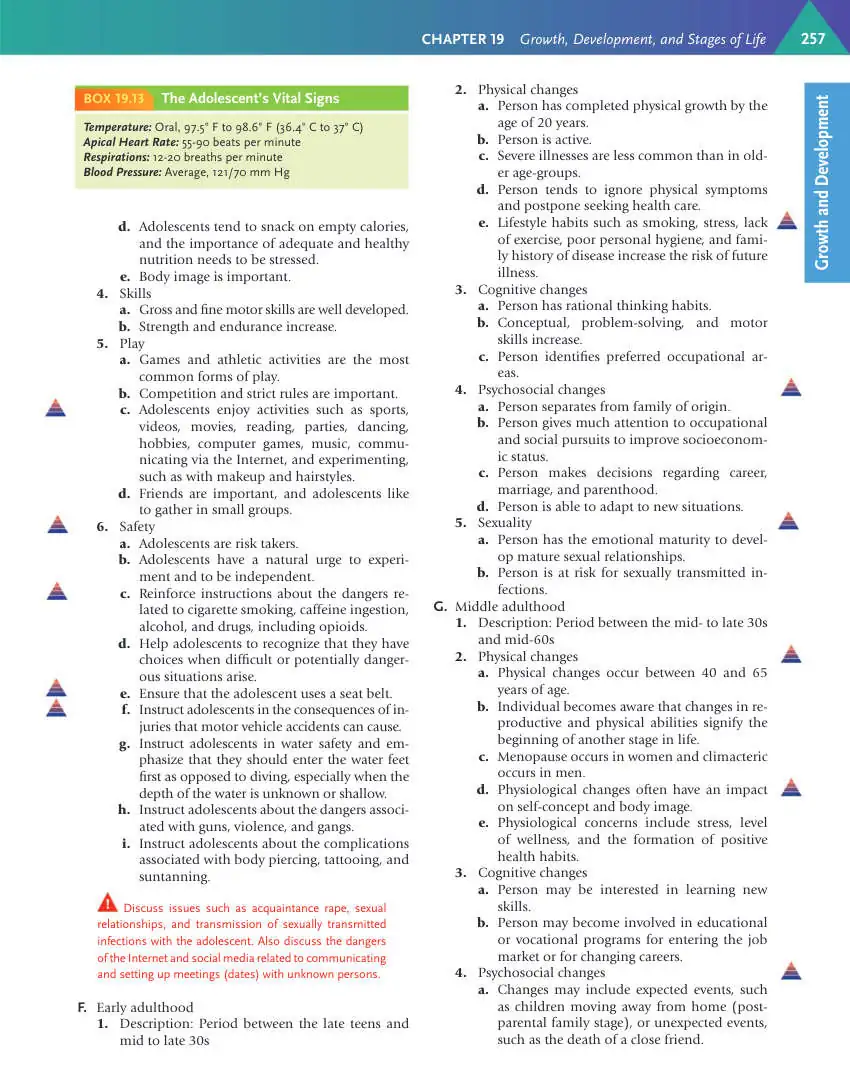 CHAPTER 19 Growth, Development, and Stages of Life 257
BOX 19.13 The Adolescent's Vital Signs
Temperature: Oral, 97.5° F to 98.6° F (36.4° C to 37° C)
Apical Heart Rate: 55-90 beats per minute
Respirations: 12-20 breaths per minute
Blood Pressure: Average, 121/70 mm Hg
d. Adolescents tend to snack on empty calories,
and the importance of adequate and healthy
nutrition needs to be stressed.
e. Body image is important.
4. Skills
a. Gross and fine motor skills are well developed.
b. Strength and endurance increase.
5. Play
a. Games and athletic activities are the most
common forms of play.
b. Competition and strict rules are important.
c. Adolescents enjoy activities such as sports,
videos, movies, reading, parties, dancing,
hobbies, computer games, music, commu-
nicating via the Internet, and experimenting,
such as with makeup and hairstyles.
d. Friends are important, and adolescents like
to gather in small groups.
6. Safety
a. Adolescents are risk takers.
b. Adolescents have a natural urge to experi-
ment and to be independent.
c. Reinforce instructions about the dangers re-
lated to cigarette smoking, caffeine ingestion,
alcohol, and drugs, including opioids.
d. Help adolescents to recognize that they have
choices when difficult or potentially danger-
ous situations arise.
e. Ensure that the adolescent uses a seat belt.
f. Instruct adolescents in the consequences of in-
juries that motor vehicle accidents can cause.
g. Instruct adolescents in water safety and em-
phasize that they should enter the water feet
first as opposed to diving, especially when the
depth of the water is unknown or shallow.
h. Instruct adolescents about the dangers associ-
ated with guns, violence, and gangs.
i. Instruct adolescents about the complications
associated with body piercing, tattooing, and
suntanning.
Discuss issues such as acquaintance rape, sexual
relationships, and transmission of sexually transmitted
infections with the adolescent. Also discuss the dangers
of the Internet and social media related to communicating
and setting up meetings (dates) with unknown persons.
F. Early adulthood
1. Description: Period between the late teens and
mid to late 30s
2. Physical changes
a. Person has completed physical growth by the
age of 20 years.
b. Person is active.
c. Severe illnesses are less common than in old-
er age-groups.
d. Person tends to ignore physical symptoms
and postpone seeking health care.
e. Lifestyle habits such as smoking, stress, lack
of exercise, poor personal hygiene, and fami-
ly history of disease increase the risk of future
illness.
3. Cognitive changes
a. Person has rational thinking habits.
b. Conceptual, problem-solving, and motor
skills increase.
c. Person identifies preferred occupational ar-
eas.
4. Psychosocial changes
a. Person separates from family of origin.
b. Person gives much attention to occupational
and social pursuits to improve socioeconom-
ic status.
c. Person makes decisions regarding career,
marriage, and parenthood.
d. Person is able to adapt to new situations.
5. Sexuality
a. Person has the emotional maturity to devel-
op mature sexual relationships.
b. Person is at risk for sexually transmitted in-
fections.
G. Middle adulthood
1. Description: Period between the mid- to late 30s
and mid-60s
2. Physical changes
a. Physical changes occur between 40 and 65
years of age.
b. Individual becomes aware that changes in re-
productive and physical abilities signify the
beginning of another stage in life.
c. Menopause occurs in women and climacteric
occurs in men.
d. Physiological changes often have an impact
on self-concept and body image.
e. Physiological concerns include stress, level
of wellness, and the formation of positive
health habits.
3. Cognitive changes
a. Person may be interested in learning new
skills.
b. Person may become involved in educational
or vocational programs for entering the job
market or for changing careers.
4. Psychosocial changes
a. Changes may include expected events, such
as children moving away from home (post-
parental family stage), or unexpected events,
such as the death of a close friend.
Growth and Development